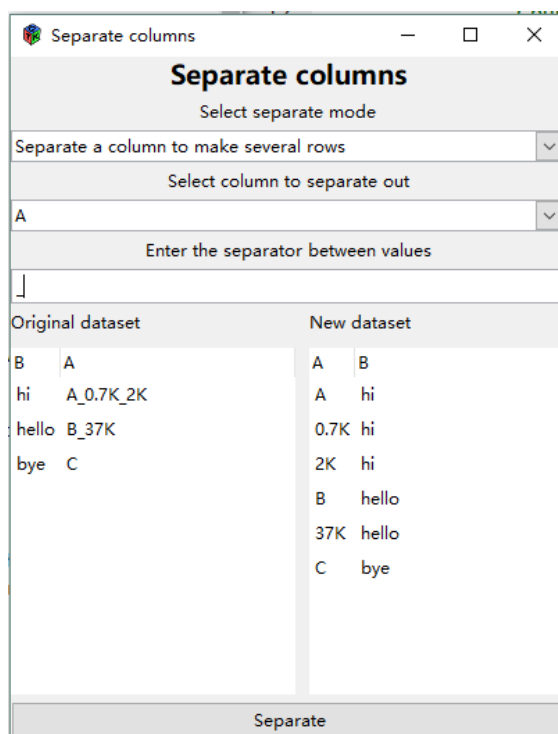 Separate columns
Separate columns
Select separate mode
Separate a column to make several rows
Select column to separate out
A
Enter the separator between values
_
Original dataset New dataset
B A A B
hi A_0.7K_2K A hi
hello B_37K 0.7K hi
bye C 2K hi
B hello
37K hello
C bye
Separate